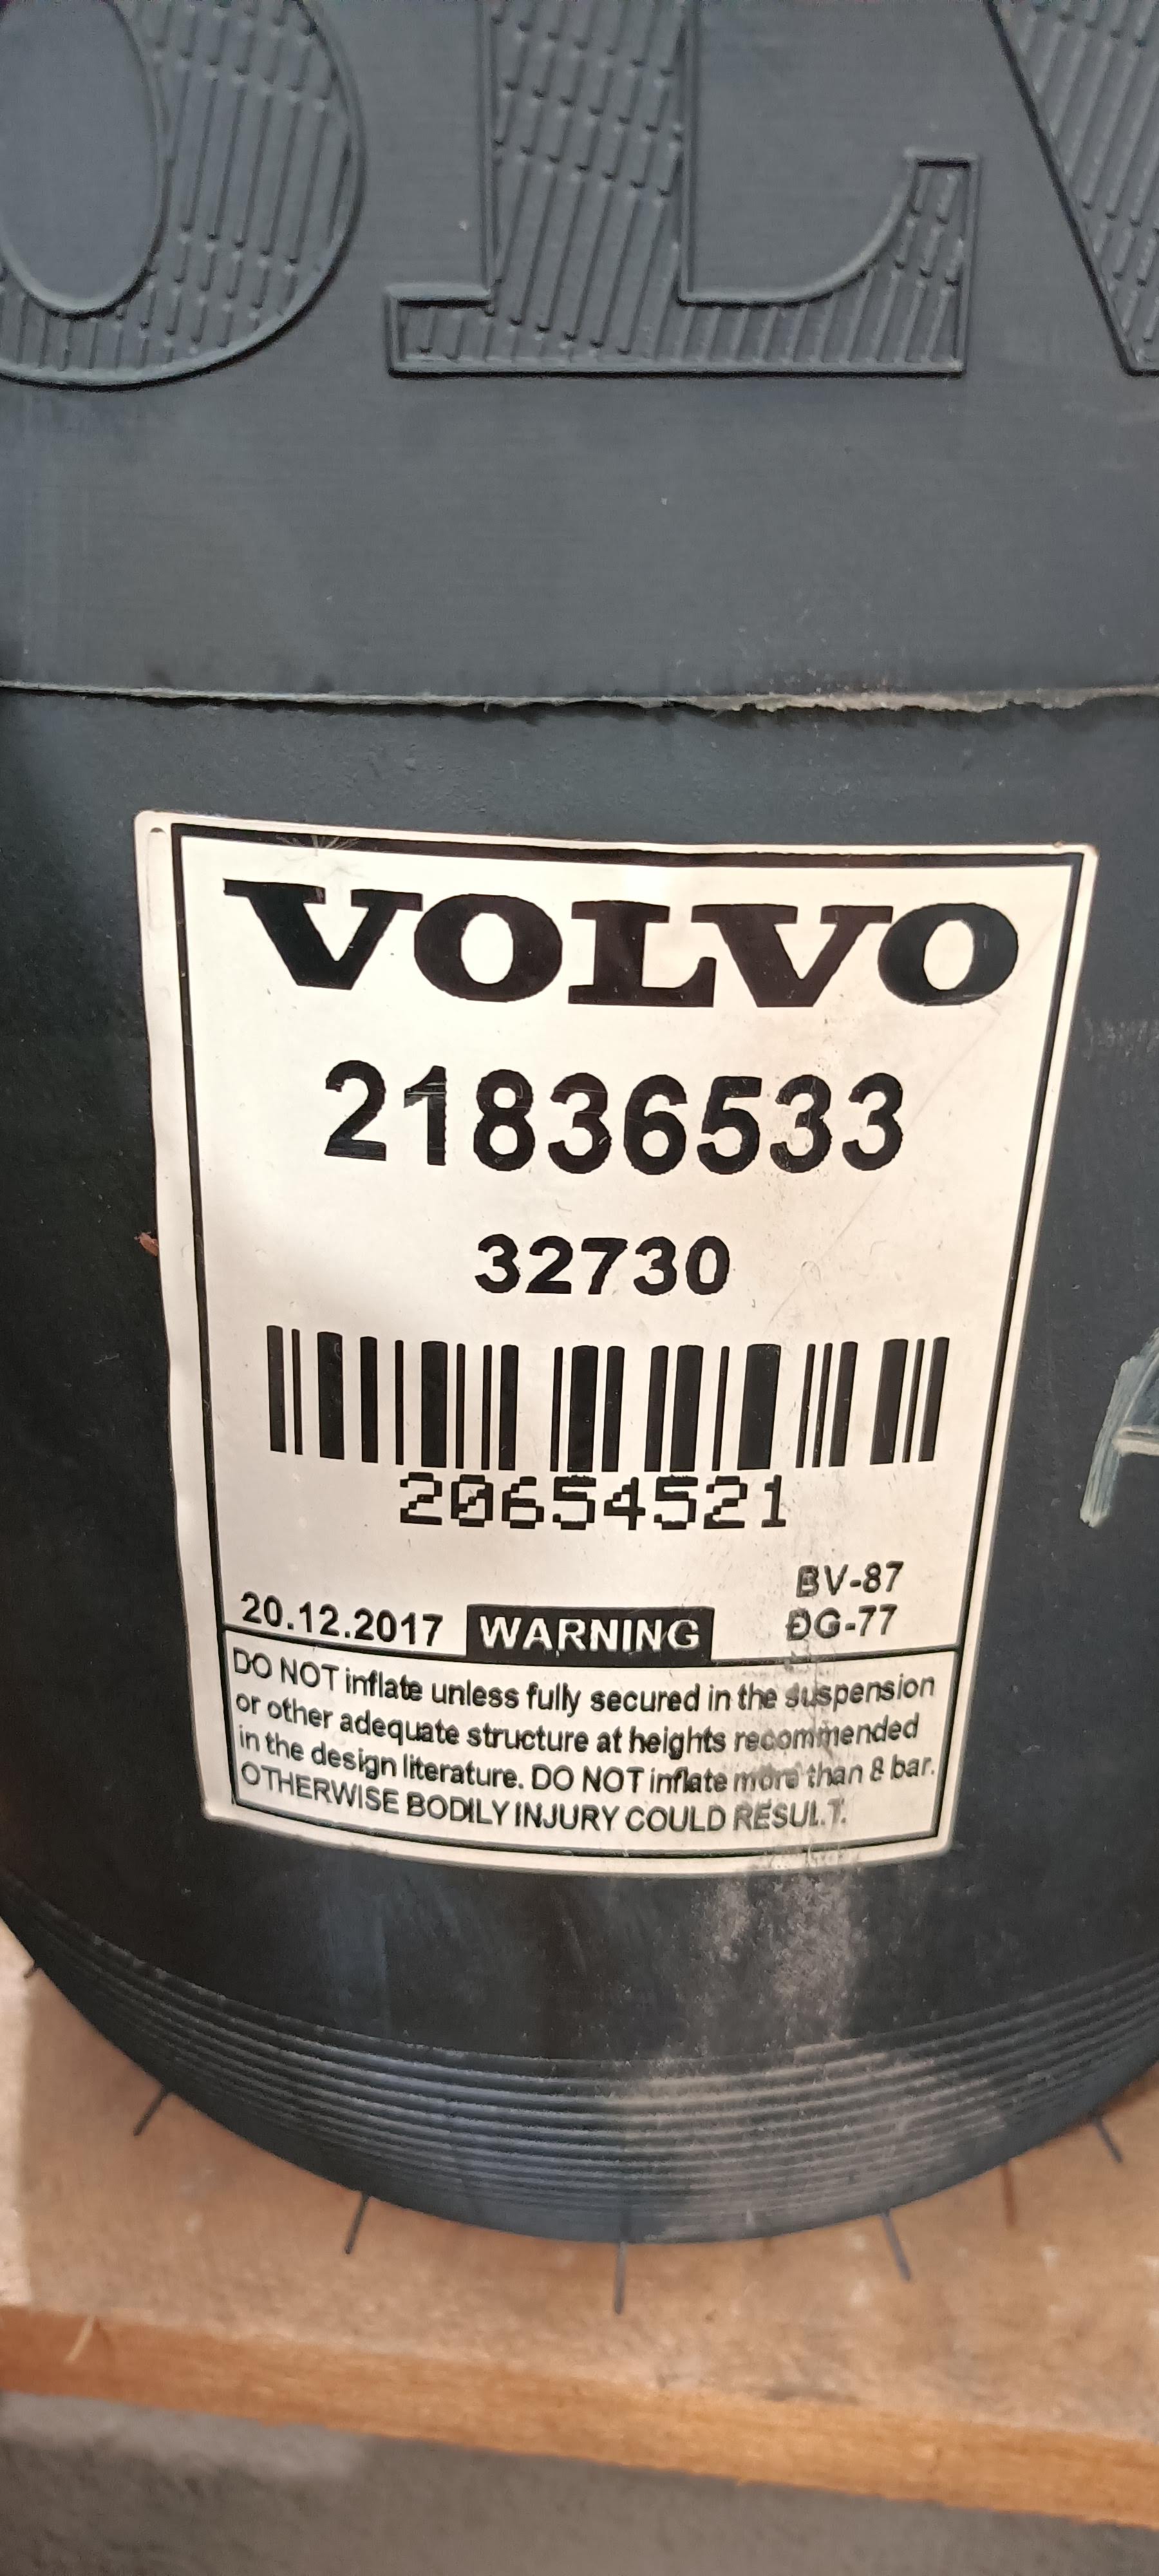 OLV
VOLVO
21836533
32730
20654521
BV-87
20.12.2017 WARNING ĐG-77
DO NOT inflate unless fully secured in the suspension
or other adequate structure at heights recommended
in the design literature. DO NOT inflate more than 8 bar.
OTHERWISE BODILY INJURY COULD RESULT.
A